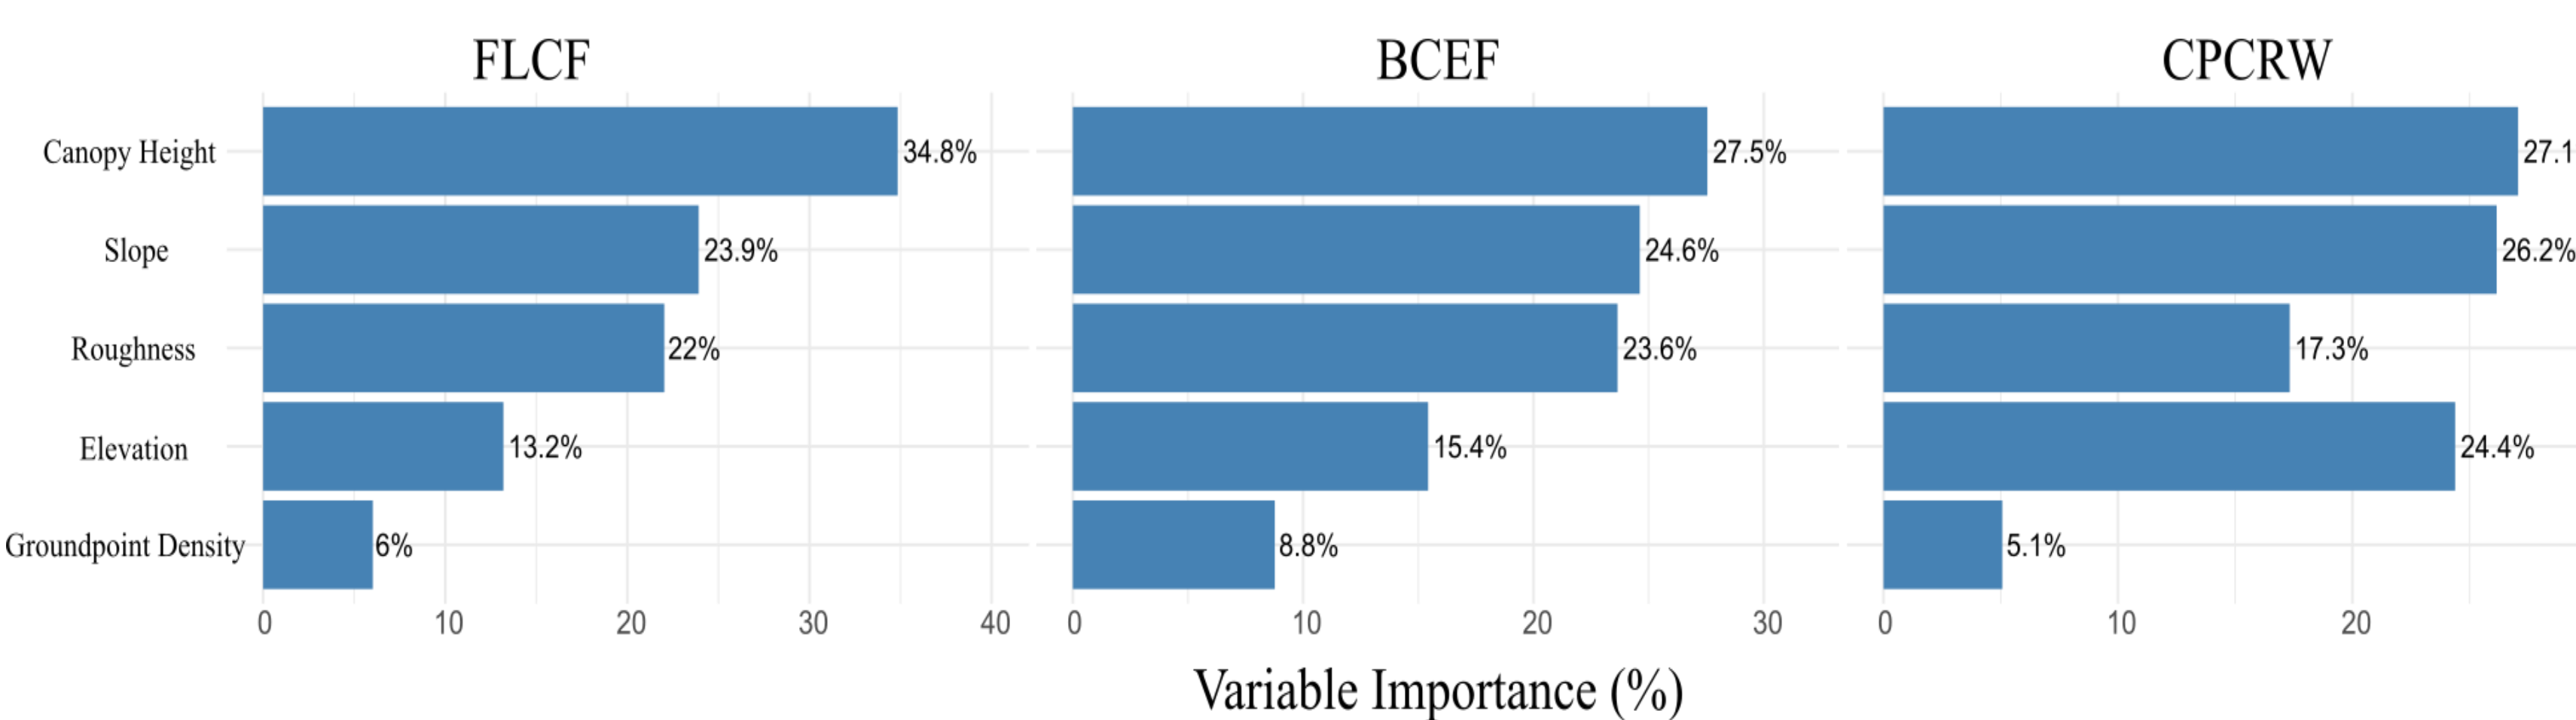 FLCF BCEF CPCRW
Canopy Height 34.8% 27.5% 27.1
Slope 23.9% 24.6% 26.2%
Roughness 22% 23.6% 17.3%
Elevation 13.2% 15.4% 24.4%
Groundpoint Density 6% 8.8% 5.1%
0 10 20 30 40 0 10 20 30 0 10 20
Variable Importance (%)